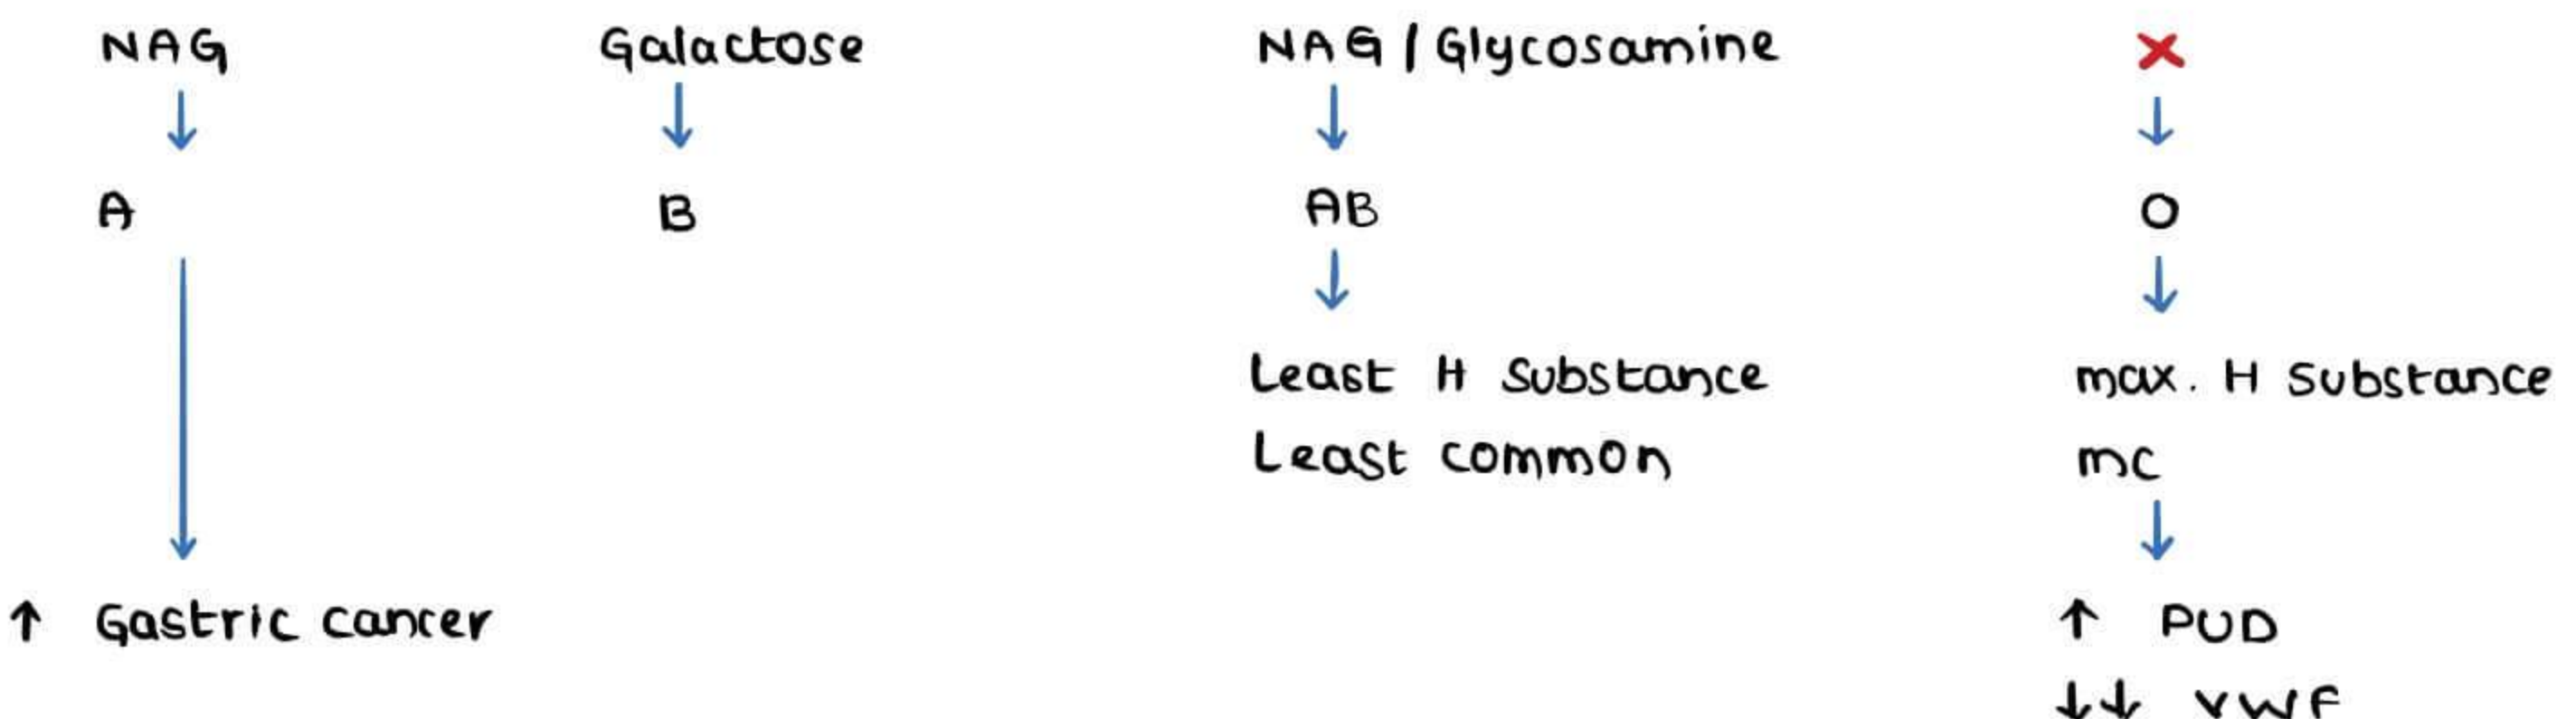 NAG Galactose NAG / Glycosamine ×
↓ ↓ ↓ ↓
A B AB O
↓ ↓ ↓
Least H Substance max. H Substance
Least common mc
↓
↑ Gastric cancer ↑ PUD
↓↓ VWF